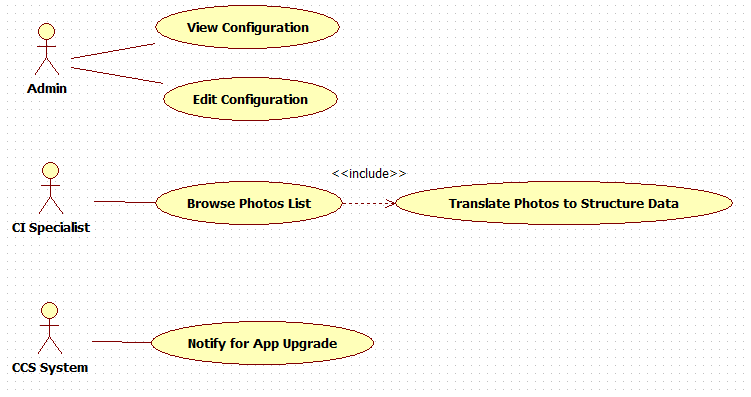 View Configuration
Admin
Edit Configuration
<<include>>
CI Specialist
Browse Photos List
Translate Photos to Structure Data
CCS System
Notify for App Upgrade